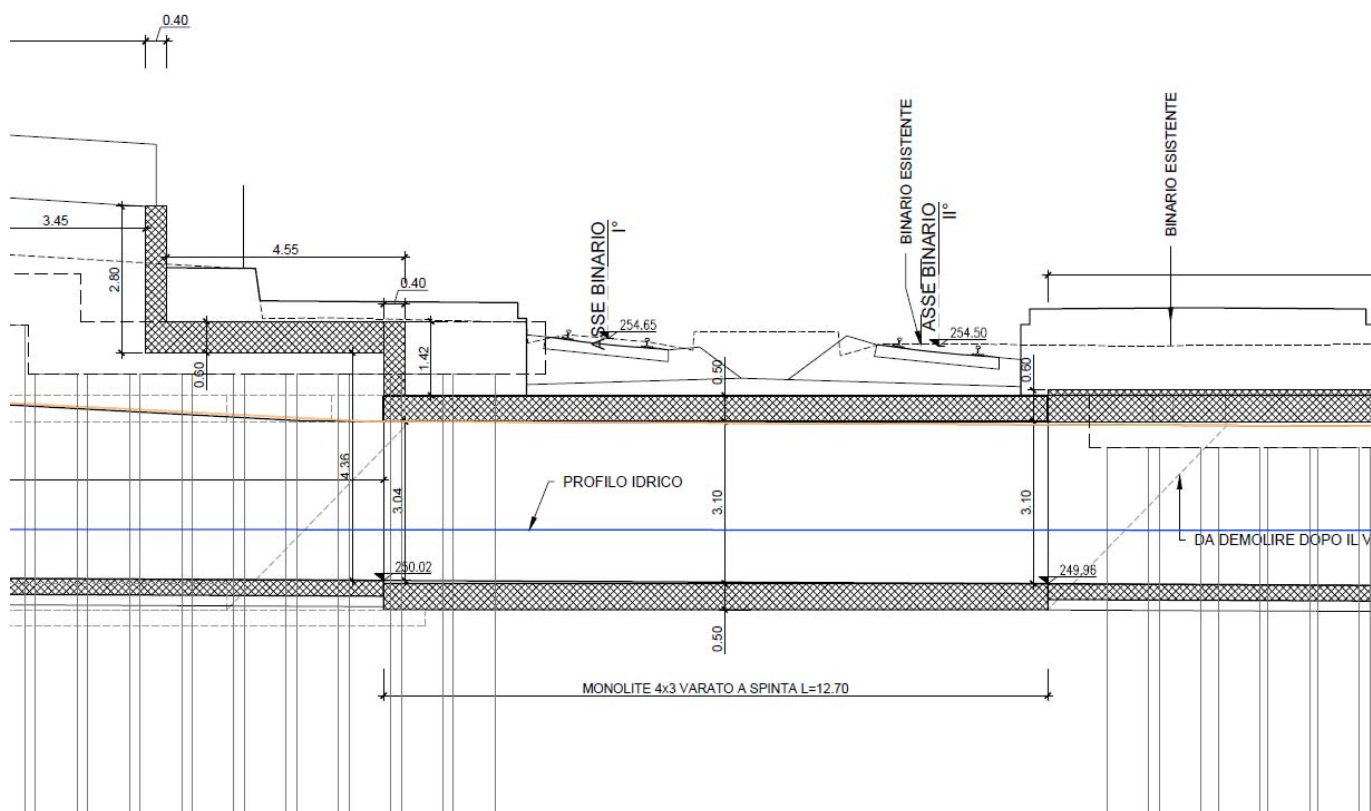 0.40
3.45
2.80
4.55
0.40
0.60
1.42
4.36
3.04
ASSE BINARIO
I°
254.65
BINARIO ESISTENTE
ASSE BINARIO
II°
254.50
BINARIO ESISTENTE
0.50
0.60
PROFILO IDRICO
3.10
3.10
DA DEMOLIRE DOPO IL V
250.02
249,96
0.50
MONOLITE 4x3 VARATO A SPINTA L=12.70